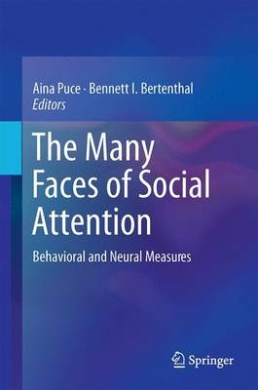 Aina Puce · Bennett I. Bertenthal
Editors
The Many
Faces of Social
Attention
Behavioral and Neural Measures
Springer